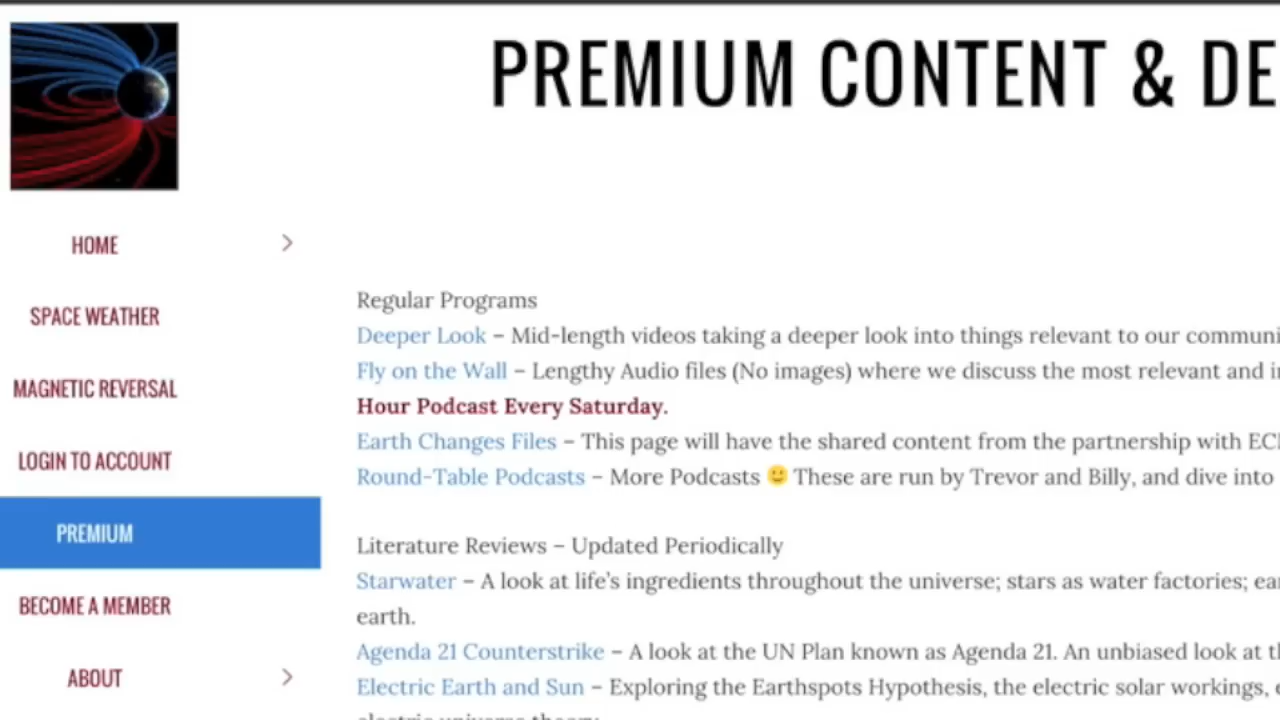 PREMIUM CONTENT & DE
HOME
SPACE WEATHER
MAGNETIC REVERSAL
LOGIN TO ACCOUNT
PREMIUM
BECOME A MEMBER
ABOUT
Regular Programs
Deeper Look – Mid-length videos taking a deeper look into things relevant to our communi
Fly on the Wall – Lengthy Audio files (No images) where we discuss the most relevant and i
Hour Podcast Every Saturday.
Earth Changes Files – This page will have the shared content from the partnership with EC
Round-Table Podcasts – More Podcasts 🙂 These are run by Trevor and Billy, and dive into
Literature Reviews – Updated Periodically
Starwater – A look at life's ingredients throughout the universe; stars as water factories; ea
earth.
Agenda 21 Counterstrike – A look at the UN Plan known as Agenda 21. An unbiased look at t
Electric Earth and Sun – Exploring the Earthspots Hypothesis, the electric solar workings,
electric universe theory.